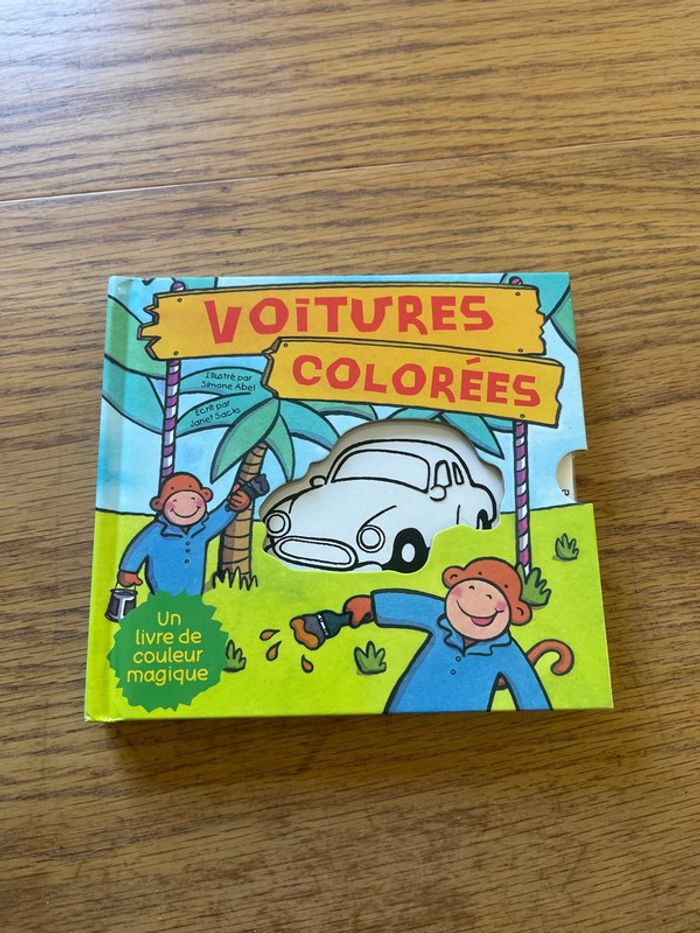 VOITURES
COLORÉES
Illustré par
Simone Abel
Écrit par
Janet Sacks
Un
livre de
couleur
magique